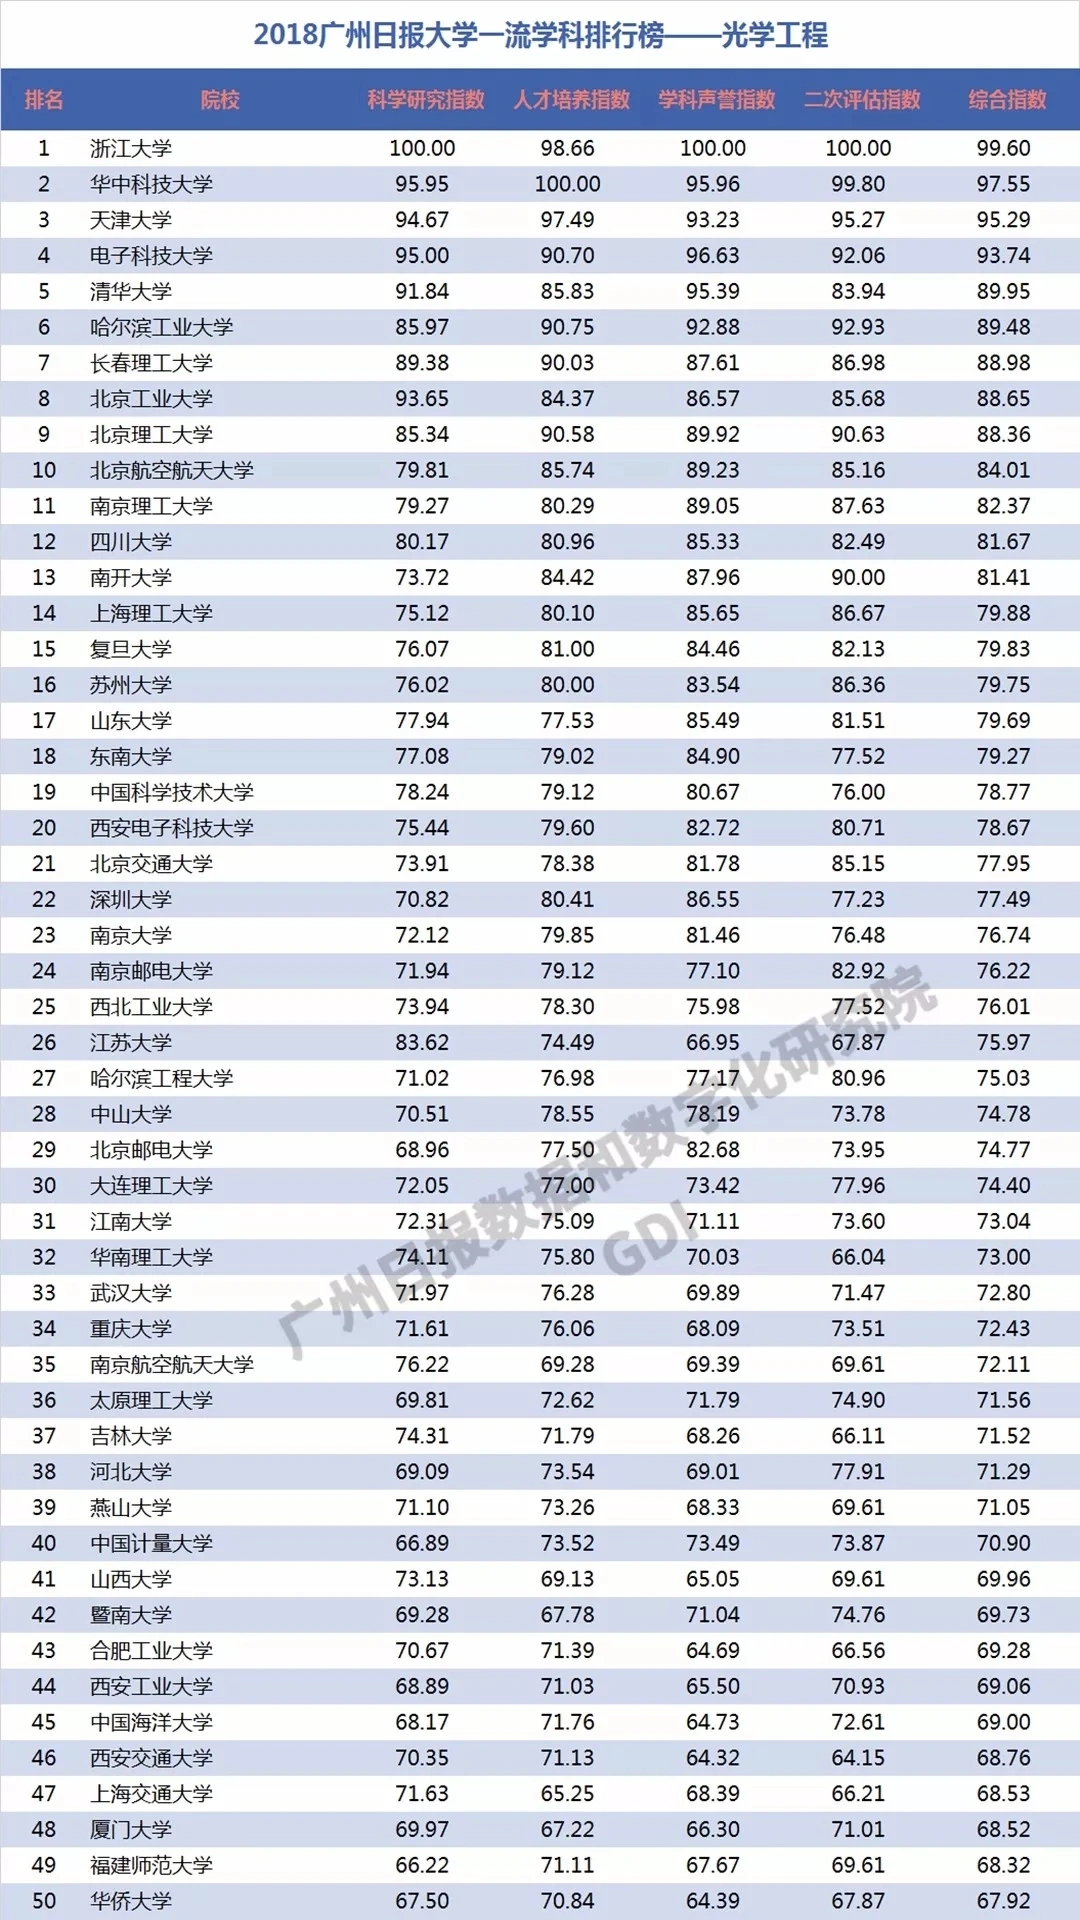 2018广州日报大学一流学科排行榜——光学工程
排名 院校 科学研究指数 人才培养指数 学科声誉指数 二次评估指数 综合指数
1 浙江大学 100.00 98.66 100.00 100.00 99.60
2 华中科技大学 95.95 100.00 95.96 99.80 97.55
3 天津大学 94.67 97.49 93.23 95.27 95.29
4 电子科技大学 95.00 90.70 96.63 92.06 93.74
5 清华大学 91.84 85.83 95.39 83.94 89.95
6 哈尔滨工业大学 85.97 90.75 92.88 92.93 89.48
7 长春理工大学 89.38 90.03 87.61 86.98 88.98
8 北京工业大学 93.65 84.37 86.57 85.68 88.65
9 北京理工大学 85.34 90.58 89.92 90.63 88.36
10 北京航空航天大学 79.81 85.74 89.23 85.16 84.01
11 南京理工大学 79.27 80.29 89.05 87.63 82.37
12 四川大学 80.17 80.96 85.33 82.49 81.67
13 南开大学 73.72 84.42 87.96 90.00 81.41
14 上海理工大学 75.12 80.10 85.65 86.67 79.88
15 复旦大学 76.07 81.00 84.46 82.13 79.83
16 苏州大学 76.02 80.00 83.54 86.36 79.75
17 山东大学 77.94 77.53 85.49 81.51 79.69
18 东南大学 77.08 79.02 84.90 77.52 79.27
19 中国科学技术大学 78.24 79.12 80.67 76.00 78.77
20 西安电子科技大学 75.44 79.60 82.72 80.71 78.67
21 北京交通大学 73.91 78.38 81.78 85.15 77.95
22 深圳大学 70.82 80.41 86.55 77.23 77.49
23 南京大学 72.12 79.85 81.46 76.48 76.74
24 南京邮电大学 71.94 79.12 77.10 82.92 76.22
25 西北工业大学 73.94 78.30 75.98 77.52 76.01
26 江苏大学 83.62 74.49 66.95 67.87 75.97
27 哈尔滨工程大学 71.02 76.98 77.17 80.96 75.03
28 中山大学 70.51 78.55 78.19 73.78 74.78
29 北京邮电大学 68.96 77.50 82.68 73.95 74.77
30 大连理工大学 72.05 77.00 73.42 77.96 74.40
31 江南大学 72.31 75.09 71.11 73.60 73.04
32 华南理工大学 74.11 75.80 70.03 66.04 73.00
33 武汉大学 71.97 76.28 69.89 71.47 72.80
34 重庆大学 71.61 76.06 68.09 73.51 72.43
35 南京航空航天大学 76.22 69.28 69.39 69.61 72.11
36 太原理工大学 69.81 72.62 71.79 74.90 71.56
37 吉林大学 74.31 71.79 68.26 66.11 71.52
38 河北大学 69.09 73.54 69.01 77.91 71.29
39 燕山大学 71.10 73.26 68.33 69.61 71.05
40 中国计量大学 66.89 73.52 73.49 73.87 70.90
41 山西大学 73.13 69.13 65.05 69.61 69.96
42 暨南大学 69.28 67.78 71.04 74.76 69.73
43 合肥工业大学 70.67 71.39 64.69 66.56 69.28
44 西安工业大学 68.89 71.03 65.50 70.93 69.06
45 中国海洋大学 68.17 71.76 64.73 72.61 69.00
46 西安交通大学 70.35 71.13 64.32 64.15 68.76
47 上海交通大学 71.63 65.25 68.39 66.21 68.53
48 厦门大学 69.97 67.22 66.30 71.01 68.52
49 福建师范大学 66.22 71.11 67.67 69.61 68.32
50 华侨大学 67.50 70.84 64.39 67.87 67.92
广州日报数据和数字化研究院
GDI